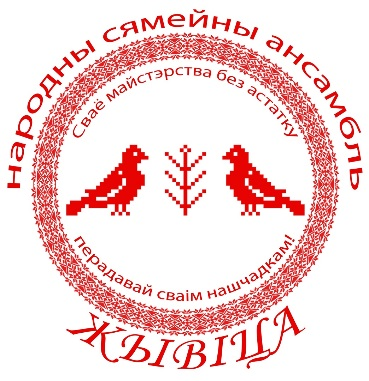 народны сямейны ансамбль
Сваё майстэрства без астатку
перадавай сваім нашчадкам!
ЖЫВІЦА